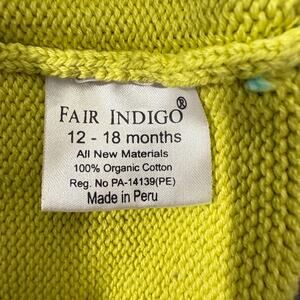 FAIR INDIGO®
12 - 18 months
All New Materials
100% Organic Cotton
Reg. No PA-14139(PE)
Made in Peru